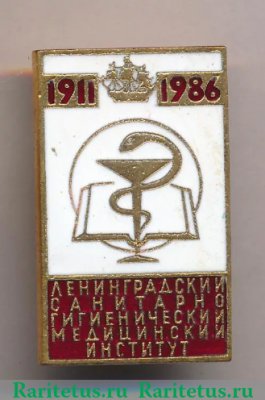 1911 1986
ЛЕНИНГРАДСКИЙ
САНИТАРНО
ГИГИЕНИЧЕСКИЙ
МЕДИЦИНСКИЙ
ИНСТИТУТ
Raritetus.ru Raritetus.ru